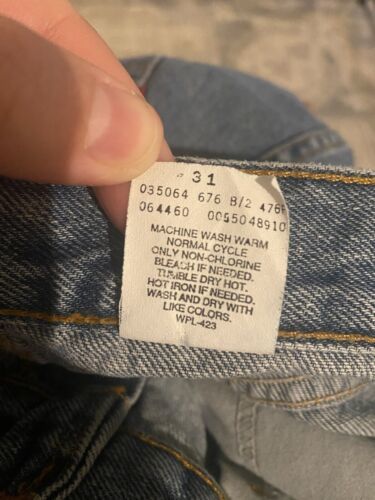 31
035064 676 8/2 476
064460 0095048910
MACHINE WASH WARM
NORMAL CYCLE
ONLY NON-CHLORINE
BLEACH IF NEEDED.
TUMBLE DRY HOT.
HOT IRON IF NEEDED.
WASH AND DRY WITH
LIKE COLORS.
WPL-423